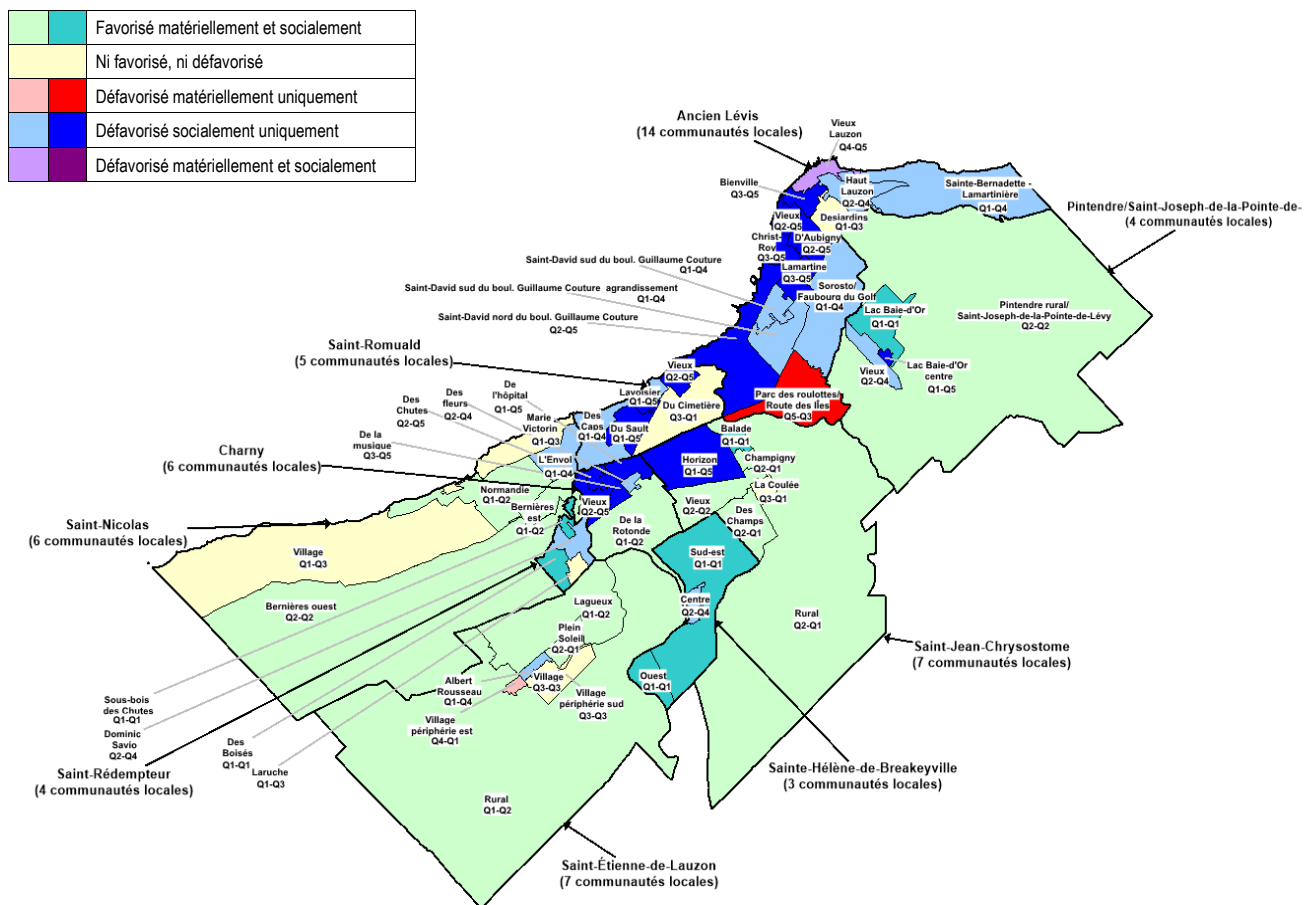 Favorisé matériellement et socialement
Ni favorisé, ni défavorisé
Défavorisé matériellement uniquement
Défavorisé socialement uniquement
Défavorisé matériellement et socialement
Ancien Lévis
(14 communautés locales)
Vieux
Lauzon
Q4-Q5
Bienville
Q3-Q5
Haut
Lauzon
Q2-Q4
Sainte-Bernadette -
Lamartinière
Q1-Q4
Pintendre/Saint-Joseph-de-la-Pointe-de-
(4 communautés locales)
Vieux
Q2-Q5
Desjardins
Q1-Q3
Christ-
Roy
Q3-Q5
D'Aubigny
Q2-Q5
Lamartine
Q3-Q5
Saint-David sud du boul. Guillaume Couture
Q1-Q4
Saint-David sud du boul. Guillaume Couture agrandissement
Q1-Q4
Saint-David nord du boul. Guillaume Couture
Q2-Q5
Sorosto/
Faubourg du Golf
Q1-Q4
Lac Baie-d'Or
Q1-Q1
Pintendre rural/
Saint-Joseph-de-la-Pointe-de-Lévy
Q2-Q2
Lac Baie-d'Or
centre
Q1-Q5
Vieux
Q2-Q4
Saint-Romuald
(5 communautés locales)
Vieux
Q2-Q5
Lavoisier
Q1-Q5
Du Cimetière
Q3-Q1
Parc des roulottes/
Route des Iles
Q5-Q3
De
l'hôpital
Q1-Q5
Des
fleurs
Q2-Q4
Des
Chutes
Q2-Q5
De la
musique
Q3-Q5
Marie
Victorin
Q1-Q3
Des
Caps
Q1-Q4
Du Sault
Q1-Q5
Balade
Q1-Q1
Charny
(6 communautés locales)
L'Envol
Q1-Q4
Horizon
Q1-Q5
Champigny
Q2-Q1
La Coulée
Q3-Q1
Normandie
Q1-Q2
Bernières
est
Q1-Q2
Vieux
Q2-Q5
Vieux
Q2-Q2
Des
Champs
Q2-Q1
De la
Rotonde
Q1-Q2
Saint-Nicolas
(6 communautés locales)
Village
Q1-Q3
Sud-est
Q1-Q1
Bernières ouest
Q2-Q2
Lagueux
Q1-Q2
Centre
Q2-Q4
Rural
Q2-Q1
Plein
Soleil
Q2-Q1
Saint-Jean-Chrysostome
(7 communautés locales)
Albert
Rousseau
Q1-Q4
Village
Q3-Q3
Ouest
Q1-Q1
Village
périphérie sud
Q3-Q3
Village
périphérie est
Q4-Q1
Sous-bois
des Chutes
Q1-Q1
Dominic
Savio
Q2-Q4
Des
Boisés
Q1-Q1
Laruche
Q1-Q3
Saint-Rédempteur
(4 communautés locales)
Sainte-Hélène-de-Breakeyville
(3 communautés locales)
Rural
Q1-Q2
Saint-Étienne-de-Lauzon
(7 communautés locales)